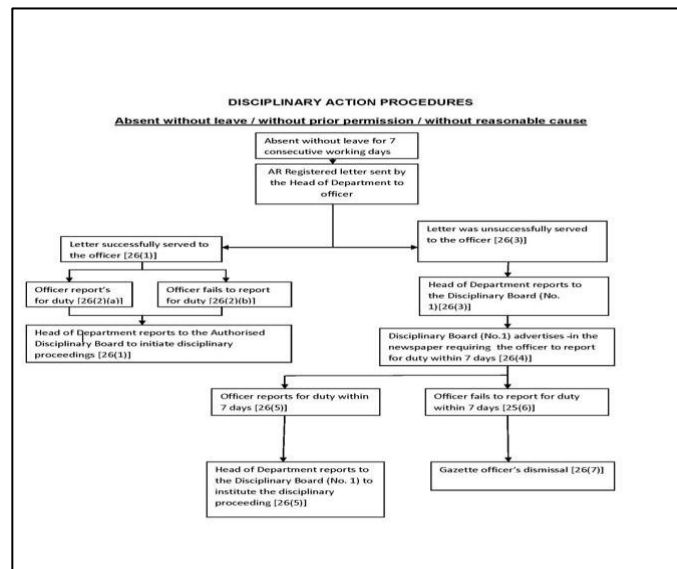 DISCIPLINARY ACTION PROCEDURES
Absent without leave / without prior permission / without reasonable cause
Absent without leave for 7
consecutive working days
AR Registered letter sent by
the Head of Department to
officer
Letter successfully served to
the officer [26(1)]
Letter was unsuccessfully served
to the officer [26(3)]
Officer report's
for duty [26(2)(a)]
Officer fails to report
for duty [26(2)(b)]
Head of Department reports to
the Disciplinary Board (No.
1)[26(3)]
Head of Department reports to the Authorised
Disciplinary Board to initiate disciplinary
proceedings [26(1)]
Disciplinary Board (No.1) advertises -in the
newspaper requiring the officer to report
for duty within 7 days [26(4)]
Officer reports for duty within
7 days [26(5)]
Officer fails to report for duty
within 7 days [25(6)]
Head of Department reports to
the Disciplinary Board (No. 1) to
institute the disciplinary
proceeding [26(5)]
Gazette officer's dismissal [26(7)]